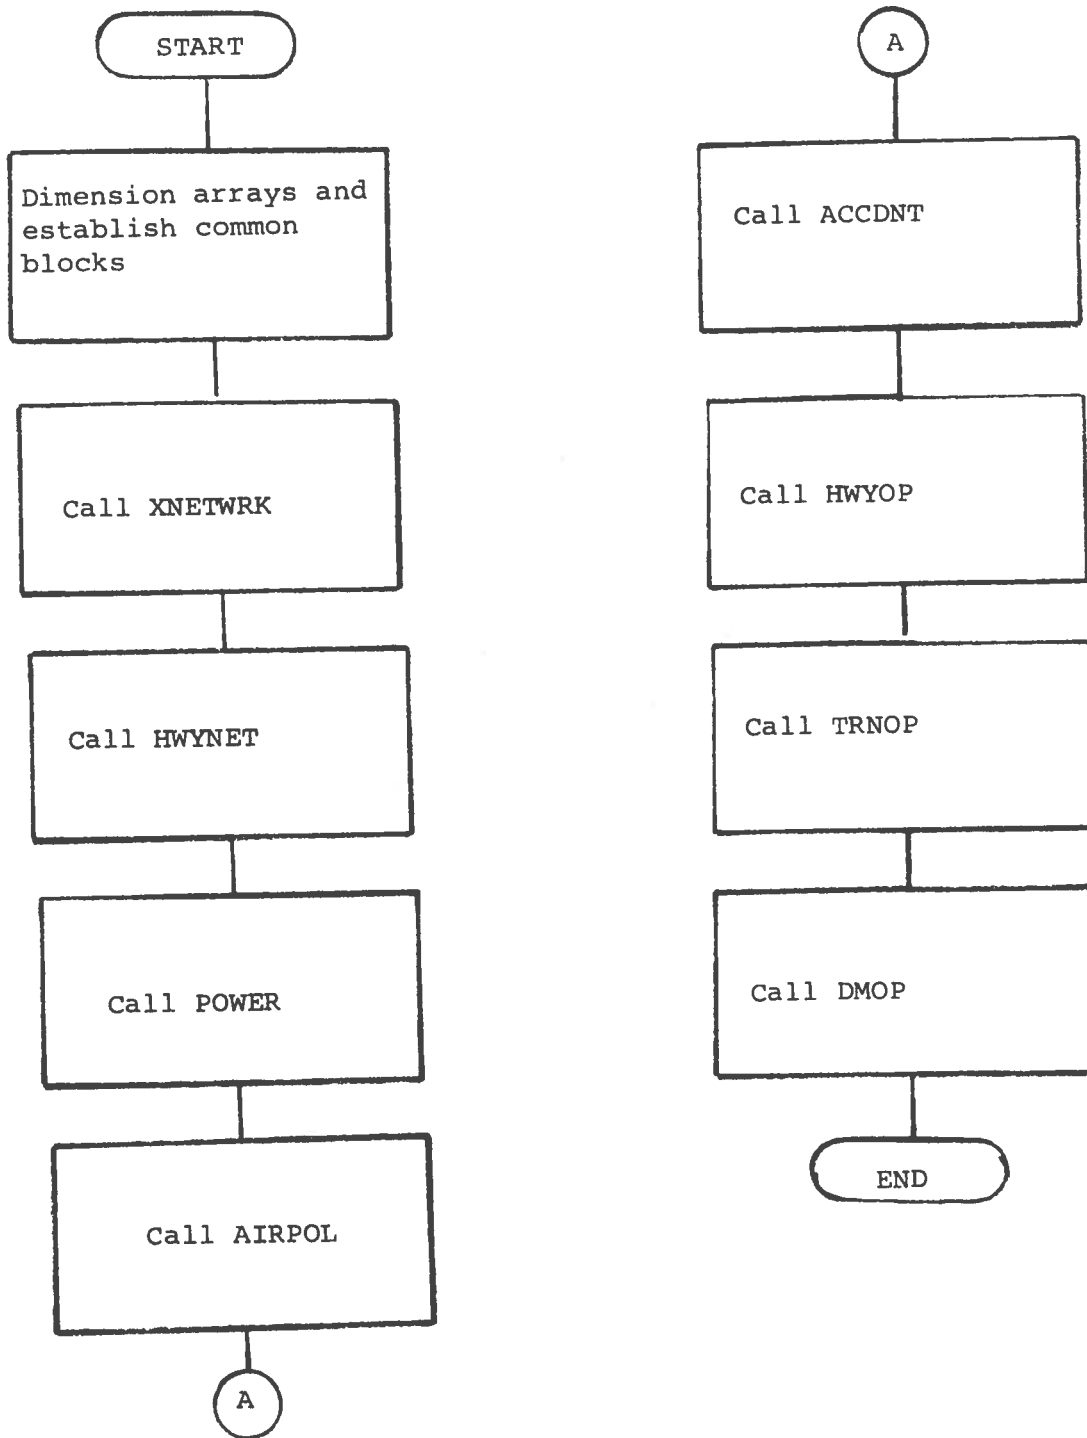 START
Dimension arrays and
establish common
blocks
Call XNETWRK
Call HWYNET
Call POWER
Call AIRPOL
A
A
Call ACCDNT
Call HWYOP
Call TRNOP
Call DMOP
END